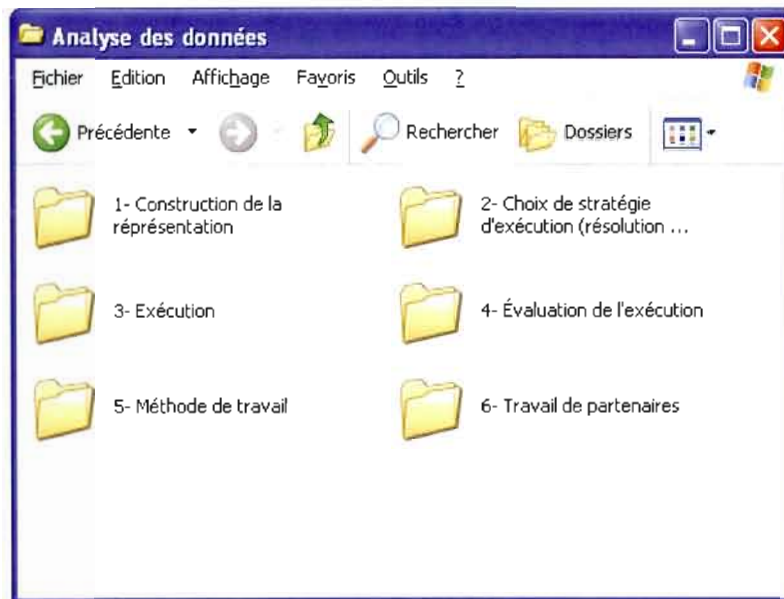 Analyse des données
Fichier Edition Affichage Favoris Outils ?
Précédente Rechercher Dossiers
1- Construction de la
réprésentation
2- Choix de stratégie
d'exécution (résolution ...
3- Exécution
4- Évaluation de l'exécution
5- Méthode de travail
6- Travail de partenaires